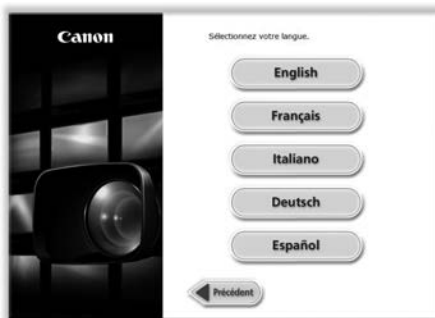 Canon
Sélectionnez votre langue.
English
Français
Italiano
Deutsch
Español
Précédent